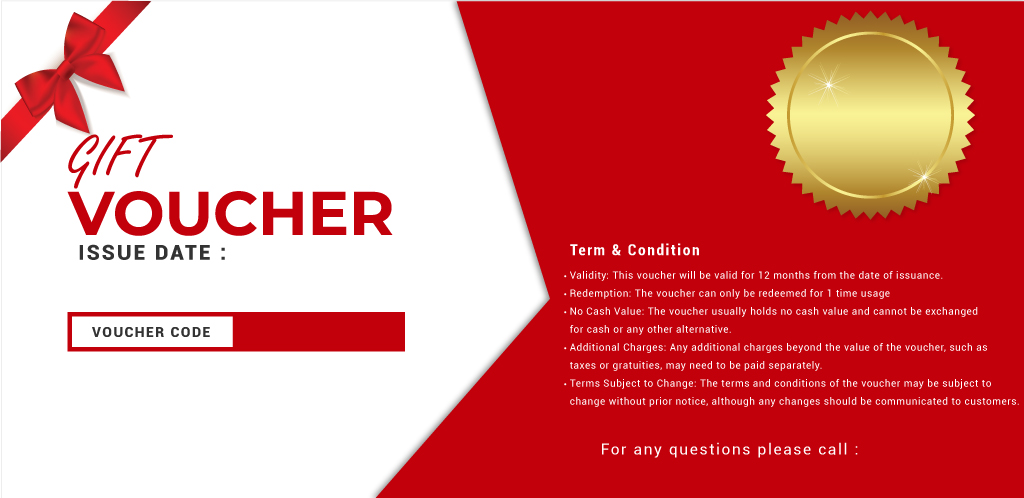 GIFT
VOUCHER
ISSUE DATE :
VOUCHER CODE
Term & Condition
• Validity: This voucher will be valid for 12 months from the date of issuance.
• Redemption: The voucher can only be redeemed for 1 time usage
• No Cash Value: The voucher usually holds no cash value and cannot be exchanged
for cash or any other alternative.
• Additional Charges: Any additional charges beyond the value of the voucher, such as
taxes or gratuities, may need to be paid separately.
• Terms Subject to Change: The terms and conditions of the voucher may be subject to
change without prior notice, although any changes should be communicated to customers.
For any questions please call :